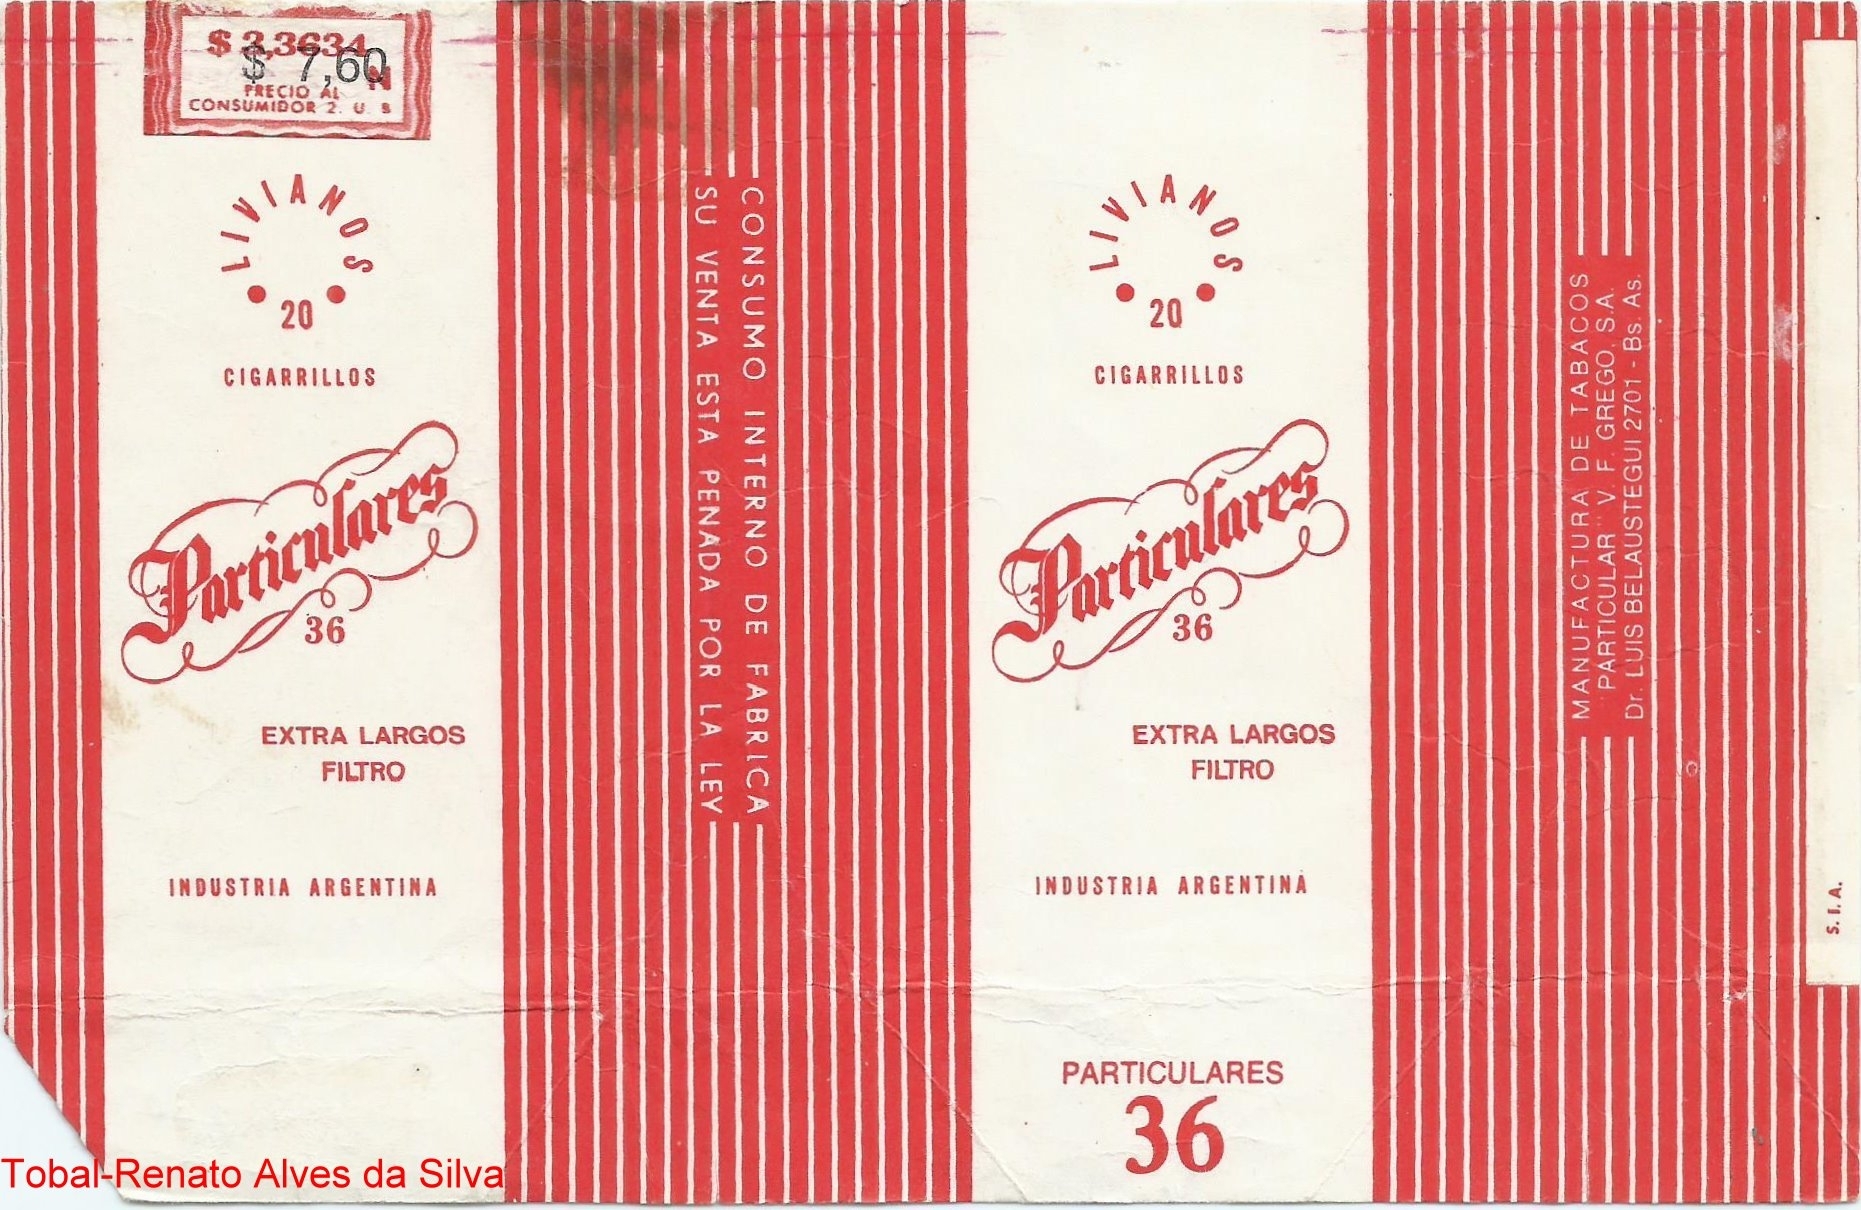 $ 3,3634
$ 7,60
N
PRECIO AL
CONSUMIDOR 2. U. S
LIVIANOS
20
CIGARRILLOS
Particulares
36
EXTRA LARGOS
FILTRO
INDUSTRIA ARGENTINA
CONSUMO INTERNO DE FABRICA
SU VENTA ESTA PENADA POR LA LEY
LIVIANOS
20
CIGARRILLOS
Particulares
36
EXTRA LARGOS
FILTRO
INDUSTRIA ARGENTINA
PARTICULARES
36
MANUFACTURA DE TABACOS
"PARTICULAR" V. F. GREGO, S.A.
Dr. LUIS BELAUSTEGUI 2701 - Bs. As.
S. I. A.
Tobal-Renato Alves da Silva